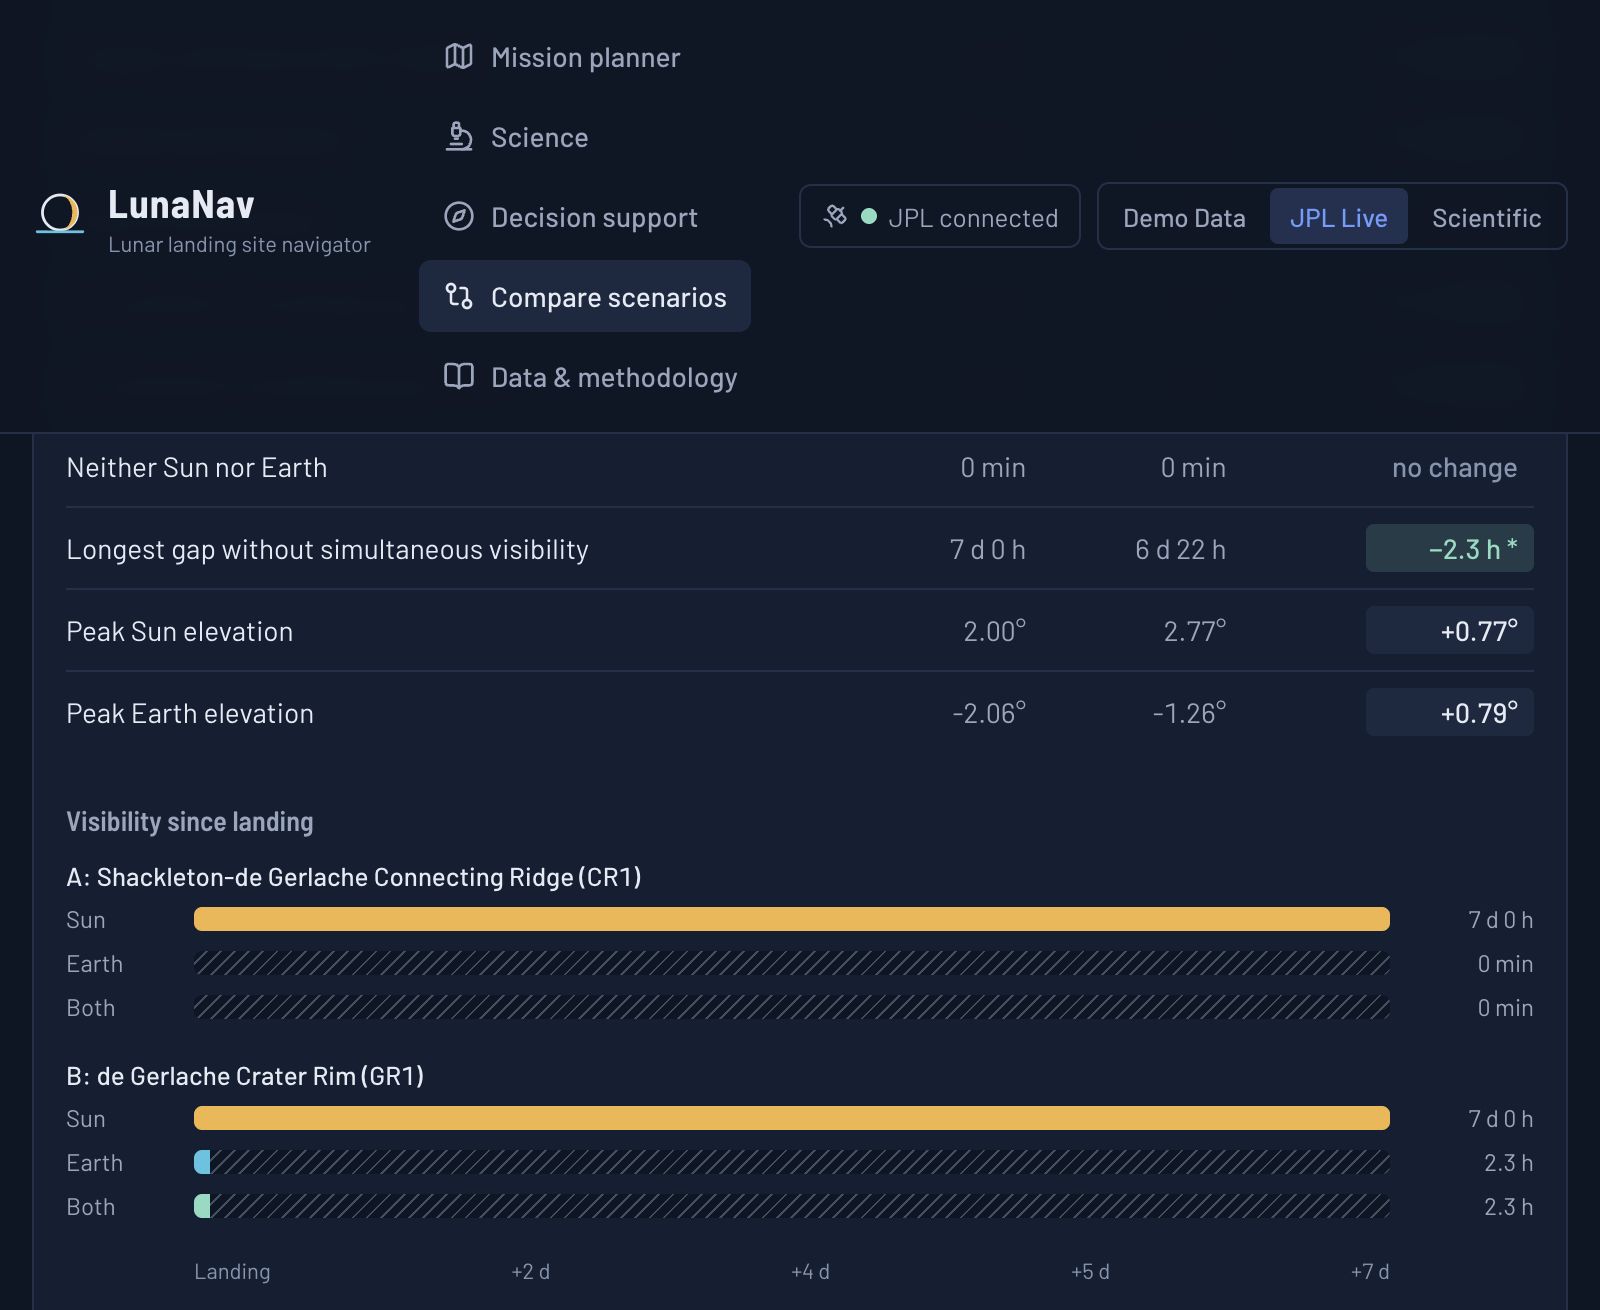 Mission planner
Science
LunaNav
Lunar landing site navigator
Decision support
JPL connected
Demo Data
JPL Live
Scientific
Compare scenarios
Data & methodology
Neither Sun nor Earth 0 min 0 min no change
Longest gap without simultaneous visibility 7 d 0 h 6 d 22 h −2.3 h *
Peak Sun elevation 2.00° 2.77° +0.77°
Peak Earth elevation -2.06° -1.26° +0.79°
Visibility since landing
A: Shackleton-de Gerlache Connecting Ridge (CR1)
Sun 7 d 0 h
Earth 0 min
Both 0 min
B: de Gerlache Crater Rim (GR1)
Sun 7 d 0 h
Earth 2.3 h
Both 2.3 h
Landing +2 d +4 d +5 d +7 d